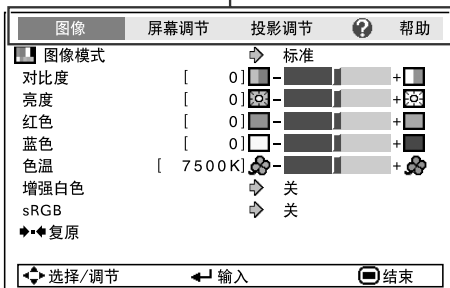 图像 屏幕调节 投影调节 ? 帮助
图像模式 标准
对比度 [ 0] - +
亮度 [ 0] - +
红色 [ 0] - +
蓝色 [ 0] - +
色温 [ 7500K] - +
增强白色 关
sRGB 关
复原
选择/调节 输入 结束